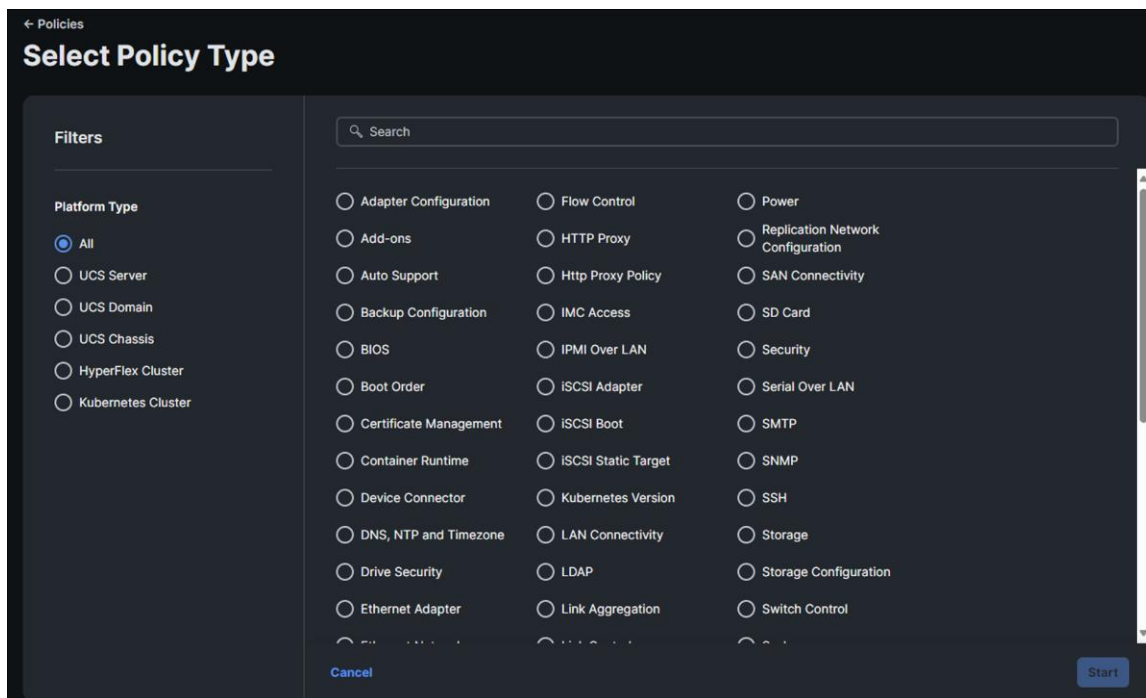 ← Policies
Select Policy Type
Filters
Platform Type
All
UCS Server
UCS Domain
UCS Chassis
HyperFlex Cluster
Kubernetes Cluster
Search
Adapter Configuration
Add-ons
Auto Support
Backup Configuration
BIOS
Boot Order
Certificate Management
Container Runtime
Device Connector
DNS, NTP and Timezone
Drive Security
Ethernet Adapter
Flow Control
HTTP Proxy
Http Proxy Policy
IMC Access
IPMI Over LAN
iSCSI Adapter
iSCSI Boot
iSCSI Static Target
Kubernetes Version
LAN Connectivity
LDAP
Link Aggregation
Power
Replication Network
Configuration
SAN Connectivity
SD Card
Security
Serial Over LAN
SMTP
SNMP
SSH
Storage
Storage Configuration
Switch Control
Cancel
Start